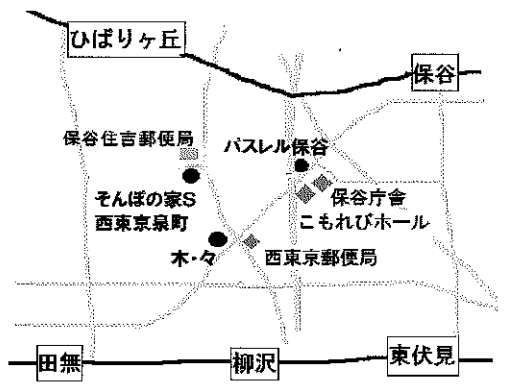 ひばりヶ丘
保谷
保谷住吉郵便局
パスレル保谷
そんぽの家S
西東京泉町
保谷庁舎
こもれびホール
木・々
西東京郵便局
田無
柳沢
東伏見